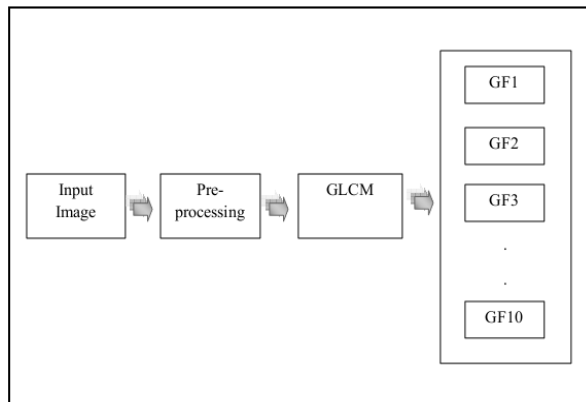 Input
Image
Pre-
processing
GLCM
GF1
GF2
GF3
.
.
GF10